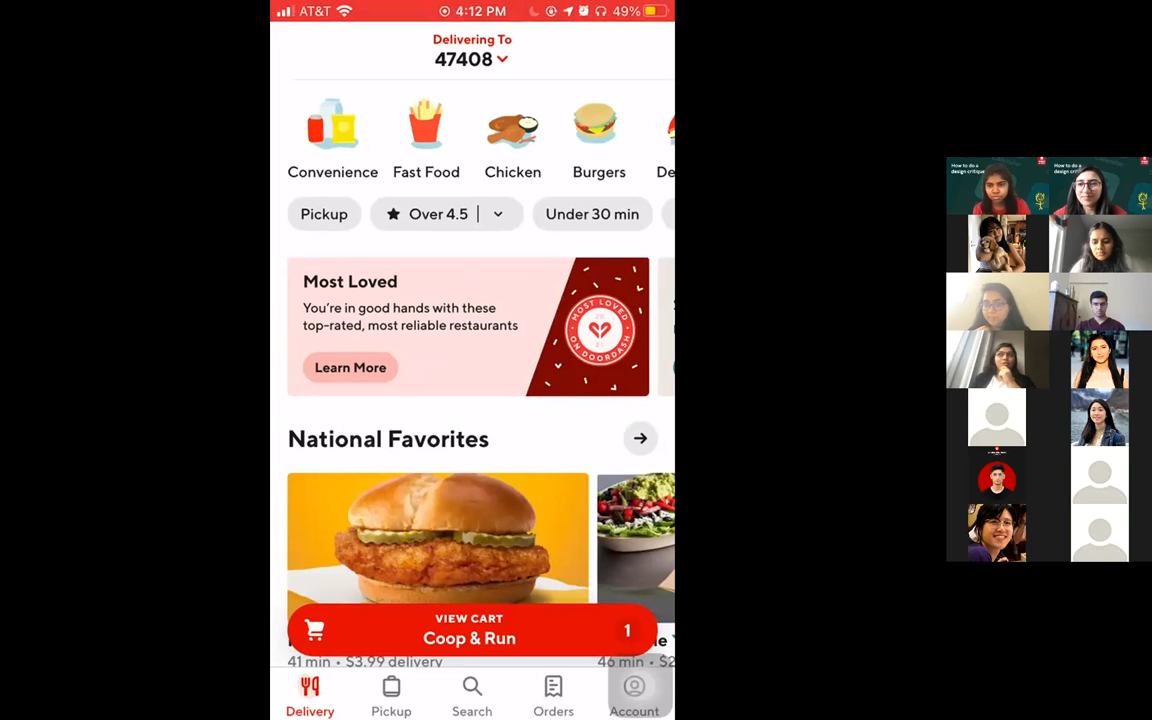 AT&T
4:12 PM
49%
Delivering To
47408
Convenience
Fast Food
Chicken
Burgers
De
Pickup
Over 4.5
Under 30 min
Most Loved
You're in good hands with these
top-rated, most reliable restaurants
Learn More
MOST LOVED
ON DOORDASH
National Favorites
VIEW CART
Coop & Run
1
41 min • $3.99 delivery
46 min • $2
Delivery
Pickup
Search
Orders
Account
How to do a
design critique
How to do a
design critique